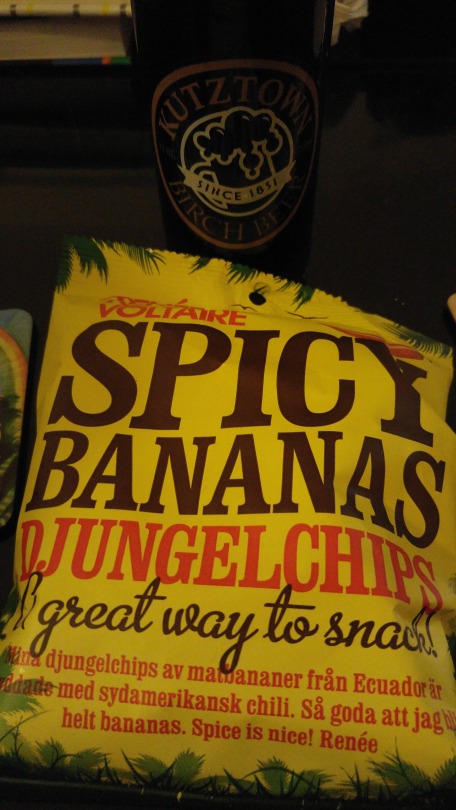 KUTZTOWN
SINCE 1851
BIRCH BEER
VOLTAIRE
SPICY
BANANAS
DJUNGELCHIPS
A great way to snack!
Mina djungelchips av matbananer från Ecuador är
med sydamerikansk chili. Så goda att jag
helt bananas. Spice is nice! Renée